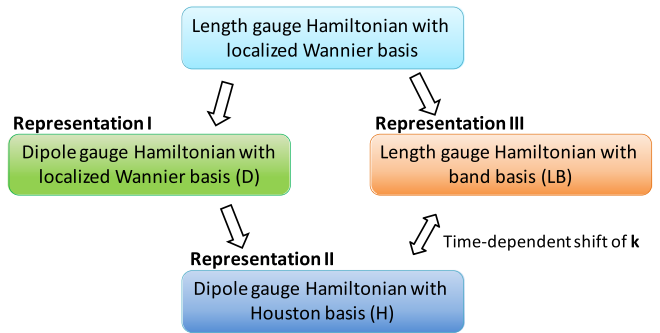 Length gauge Hamiltonian with
localized Wannier basis
Representation I
Dipole gauge Hamiltonian with
localized Wannier basis (D)
Representation III
Length gauge Hamiltonian with
band basis (LB)
Time-dependent shift of k
Representation II
Dipole gauge Hamiltonian with
Houston basis (H)